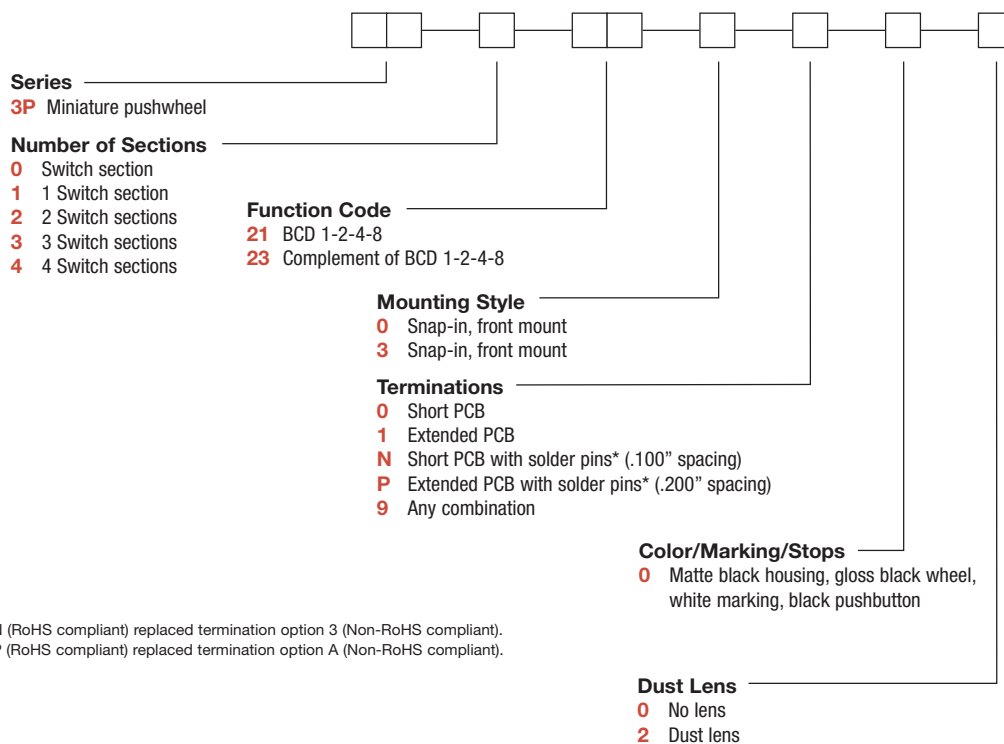 Series
3P Miniature pushwheel
Number of Sections
0 Switch section
1 1 Switch section
2 2 Switch sections
3 3 Switch sections
4 4 Switch sections
Function Code
21 BCD 1-2-4-8
23 Complement of BCD 1-2-4-8
Mounting Style
0 Snap-in, front mount
3 Snap-in, front mount
Terminations
0 Short PCB
1 Extended PCB
N Short PCB with solder pins* (.100” spacing)
P Extended PCB with solder pins* (.200” spacing)
9 Any combination
Color/Marking/Stops
0 Matte black housing, gloss black wheel,
white marking, black pushbutton
(RoHS compliant) replaced termination option 3 (Non-RoHS compliant).
(RoHS compliant) replaced termination option A (Non-RoHS compliant).
Dust Lens
0 No lens
2 Dust lens